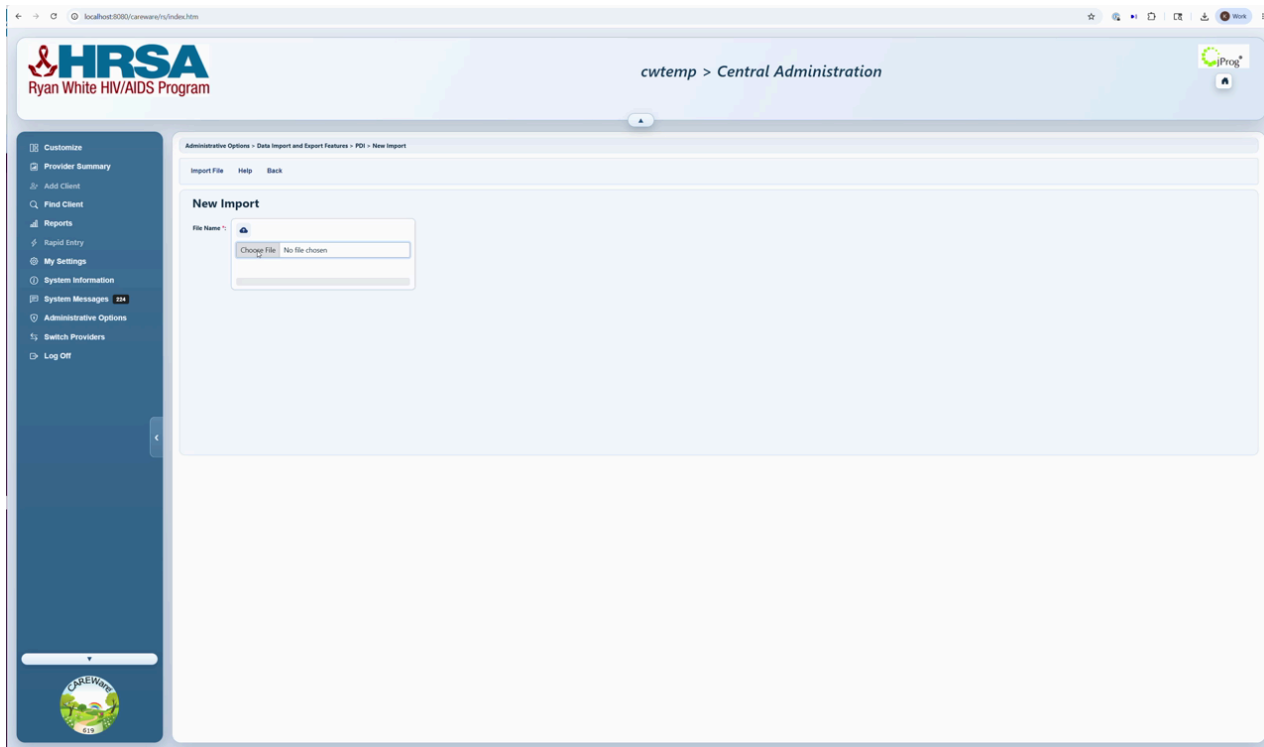 localhost:8080/careware/rs/index.htm
K Work
HRSA
Ryan White HIV/AIDS Program
cwtemp > Central Administration
jProg
Customize
Provider Summary
Add Client
Find Client
Reports
Rapid Entry
My Settings
System Information
System Messages 224
Administrative Options
Switch Providers
Log Off
Administrative Options > Data Import and Export Features > PDI > New Import
Import File Help Back
New Import
File Name *:
Choose File No file chosen
CAREWare
619